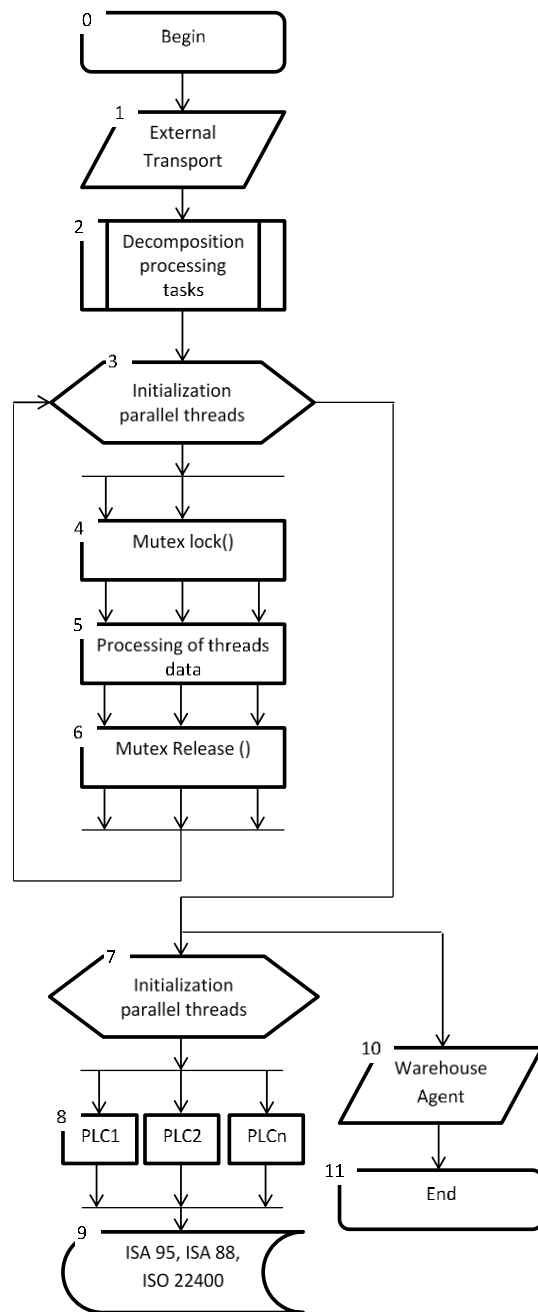 0
Begin
1
External
Transport
2
Decomposition
processing
tasks
3
Initialization
parallel threads
4
Mutex lock()
5
Processing of threads
data
6
Mutex Release ()
7
Initialization
parallel threads
10
Warehouse
Agent
8
PLC1 PLC2 PLCn
11
End
9
ISA 95, ISA 88,
ISO 22400